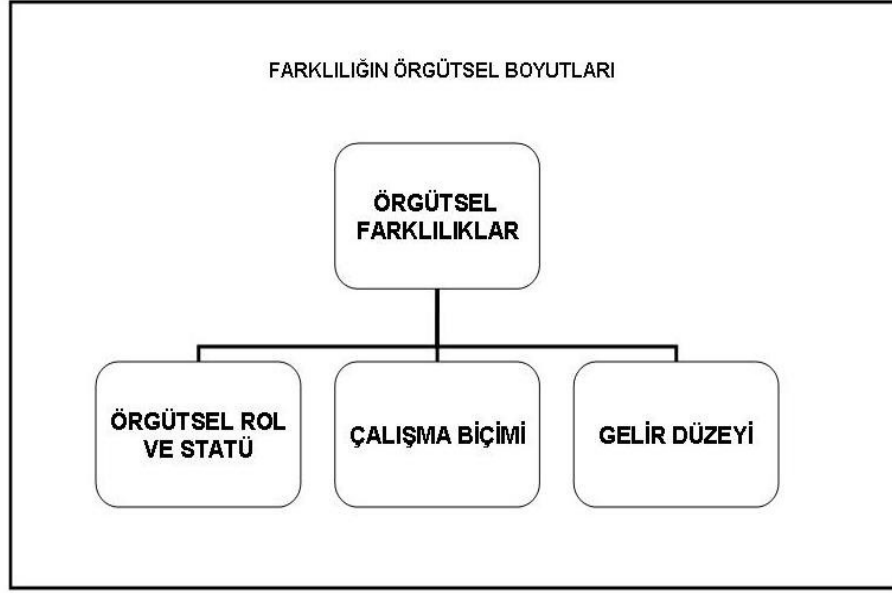 FARKLILIĞIN ÖRGÜTSEL BOYUTLARI
ÖRGÜTSEL
FARKLILIKLAR
ÖRGÜTSEL ROL
VE STATÜ
ÇALIŞMA BİÇİMİ
GELİR DÜZEYİ